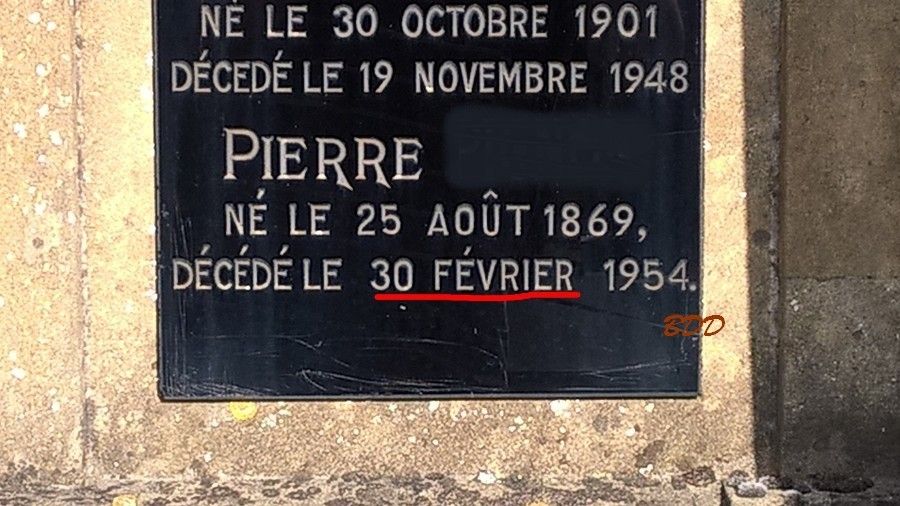 NÉ LE 30 OCTOBRE 1901
DÉCEDÉ LE 19 NOVEMBRE 1948
PIERRE
NÉ LE 25 AOÛT 1869,
DÉCÉDÉ LE 30 FÉVRIER 1954.
BDD